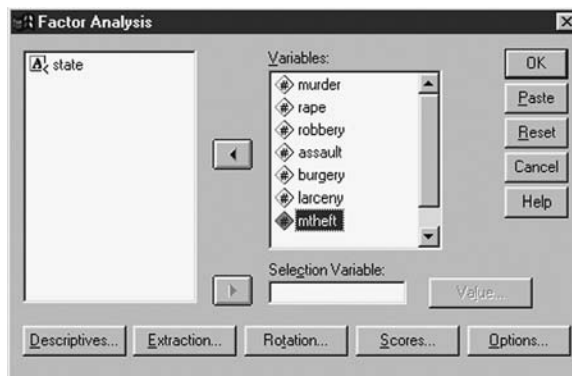 Factor Analysis
state
Variables:
murder
rape
robbery
assault
burgery
larceny
mtheft
Selection Variable:
Value...
OK
Paste
Reset
Cancel
Help
Descriptives...
Extraction...
Rotation...
Scores...
Options...